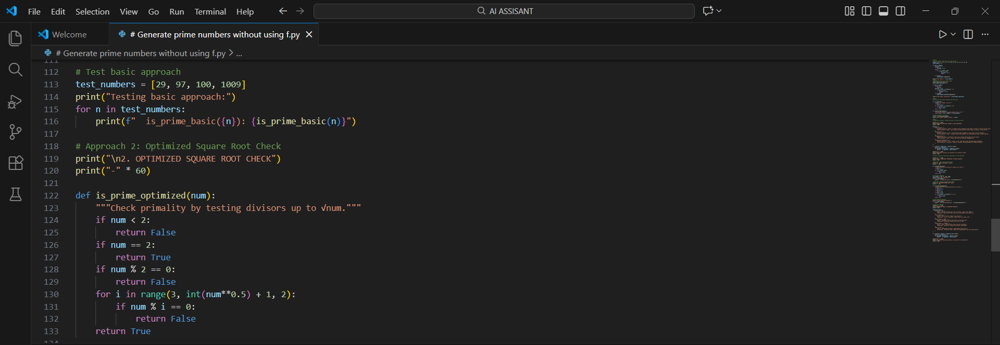 File Edit Selection View Go Run Terminal Help
AI ASSISANT
Welcome
# Generate prime numbers without using f.py
# Generate prime numbers without using f.py > ...
111
112 # Test basic approach
113 test_numbers = [29, 97, 100, 1009]
114 print("Testing basic approach:")
115 for n in test_numbers:
116     print(f"  is_prime_basic({n}): {is_prime_basic(n)}")
117
118 # Approach 2: Optimized Square Root Check
119 print("\n2. OPTIMIZED SQUARE ROOT CHECK")
120 print("-" * 60)
121
122 def is_prime_optimized(num):
123     """Check primality by testing divisors up to √num."""
124     if num < 2:
125         return False
126     if num == 2:
127         return True
128     if num % 2 == 0:
129         return False
130     for i in range(3, int(num**0.5) + 1, 2):
131         if num % i == 0:
132             return False
133     return True
134